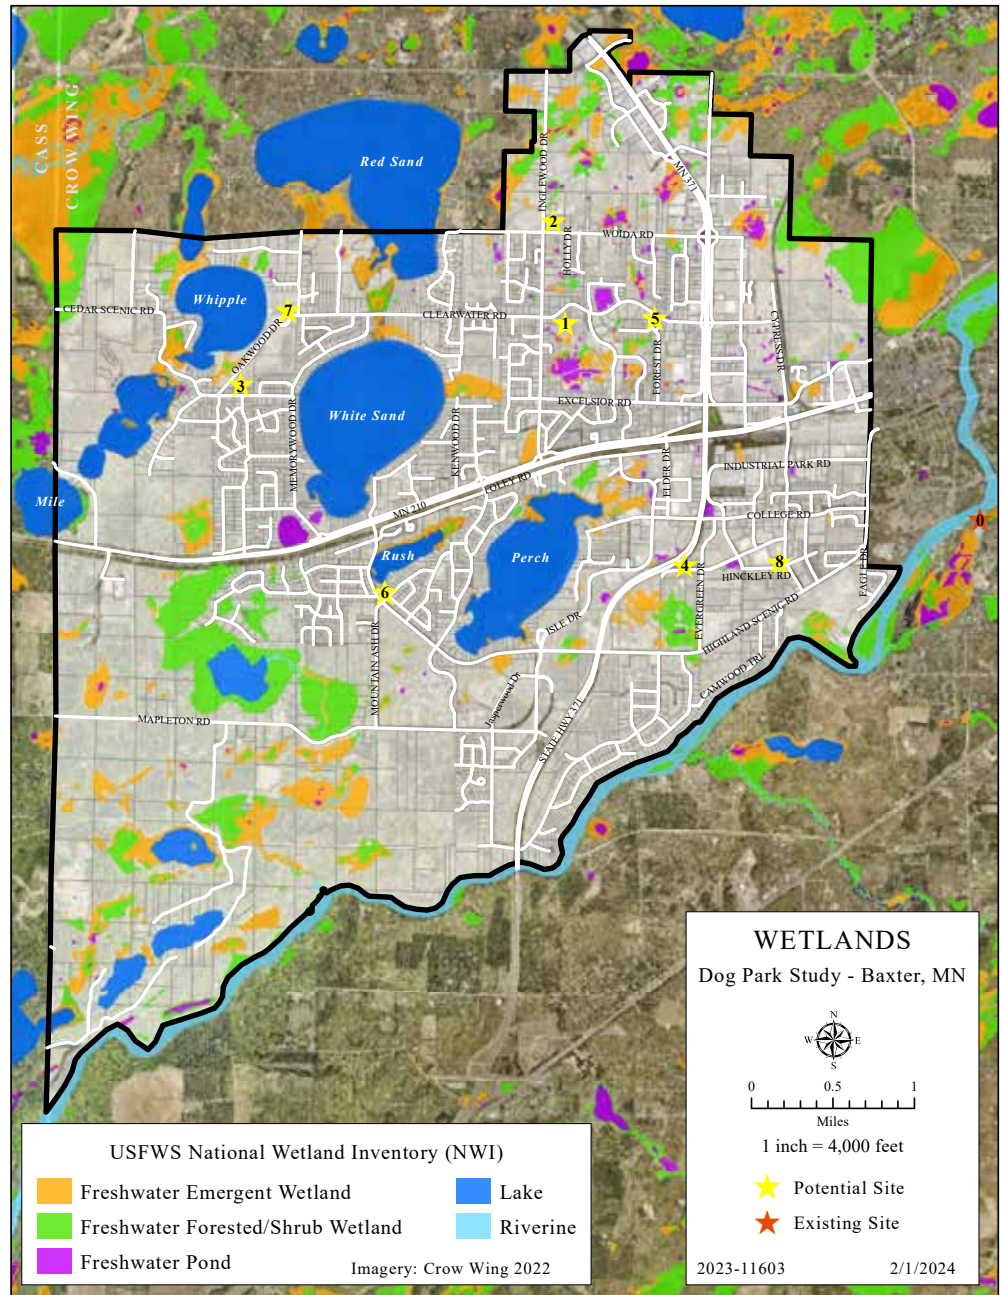 CASS
CROW WING
Red Sand
INGLEWOOD DR
MN 371
2
HOLLY DR
WOIDA RD
Whipple
CEDAR SCENIC RD
7
CLEARWATER RD
1
5
CYPRESS DR
OAKWOOD DR
3
FOREST DR
EXCELSIOR RD
White Sand
MEMORYWOOD DR
KENWOOD DR
ELDER DR
INDUSTRIAL PARK RD
FOLEY RD
Mile
MN 210
COLLEGE RD
0
Rush
Perch
4
8
HINCKLEY RD
EAGLE DR
6
EVERGREEN DR
ISLE DR
HIGHLAND SCENIC RD
MOUNTAIN ASH DR
CAMWOOD TRL
Jasperwood Dr
MAPLETON RD
STATE HWY 371
WETLANDS
Dog Park Study - Baxter, MN
N
W E
S
0 0.5 1
Miles
1 inch = 4,000 feet
Potential Site
Existing Site
2023-11603 2/1/2024
USFWS National Wetland Inventory (NWI)
Freshwater Emergent Wetland
Freshwater Forested/Shrub Wetland
Freshwater Pond
Lake
Riverine
Imagery: Crow Wing 2022